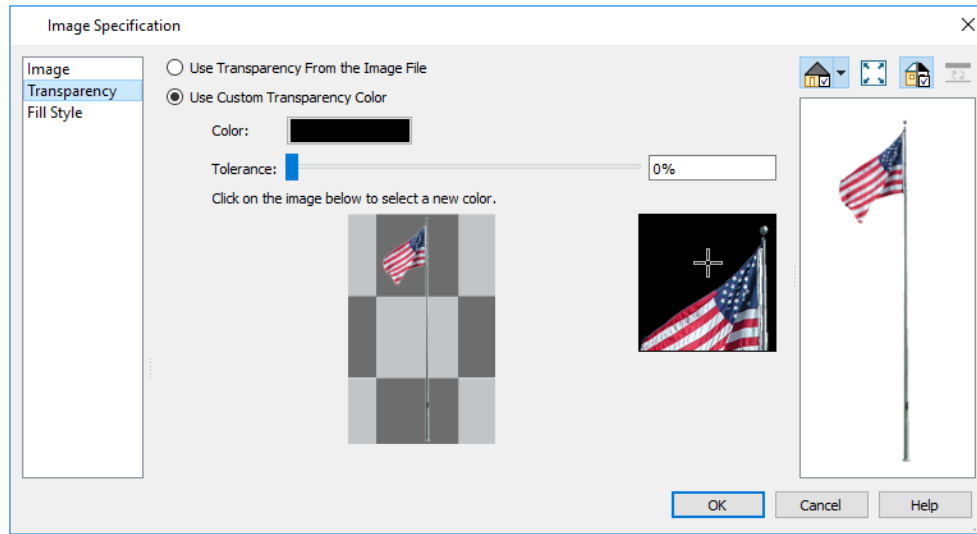 Image Specification
Image
Transparency
Fill Style
Use Transparency From the Image File
Use Custom Transparency Color
Color:
Tolerance:
0%
Click on the image below to select a new color.
OK
Cancel
Help